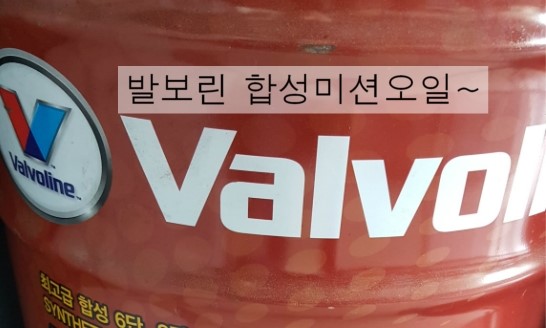 발보린 합성미션오일~
Valvoline
Valvol
최고급 합성 6단
SYNTHE